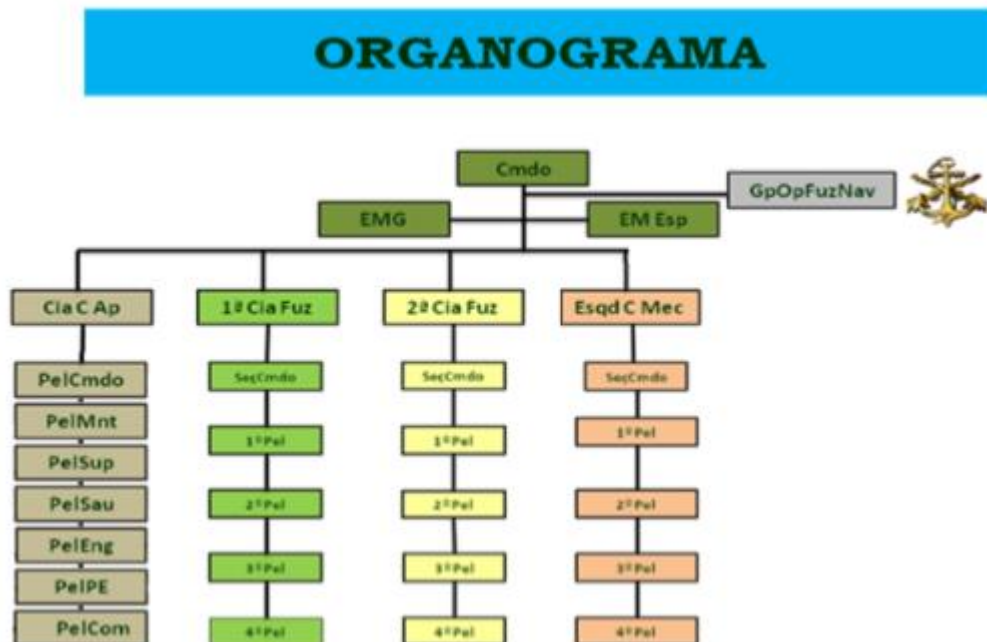 ORGANOGRAMA
Cmdo
GpOpFuzNav
EMG
EM Esp
Cia C Ap
1ª Cia Fuz
2ª Cia Fuz
Esqd C Mec
PelCmdo
SeçCmdo
SeçCmdo
SeçCmdo
PelMnt
1º Pel
1º Pel
1º Pel
PelSup
PelSau
2º Pel
2º Pel
2º Pel
PelEng
3º Pel
3º Pel
3º Pel
PelPE
PelCom
4º Pel
4º Pel
4º Pel